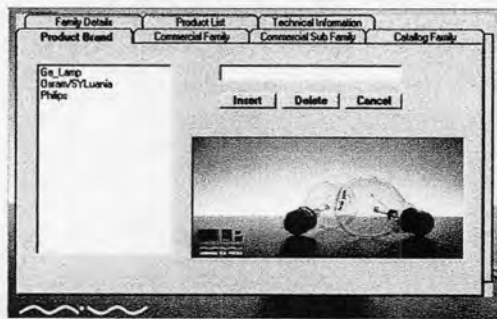 Family Details Product List Technical Information
Product Brand Commercial Family Commercial Sub Family Catallog Family
Ge_Lamp
Osram/SYLuania
Philips
Insert Delete Cancel